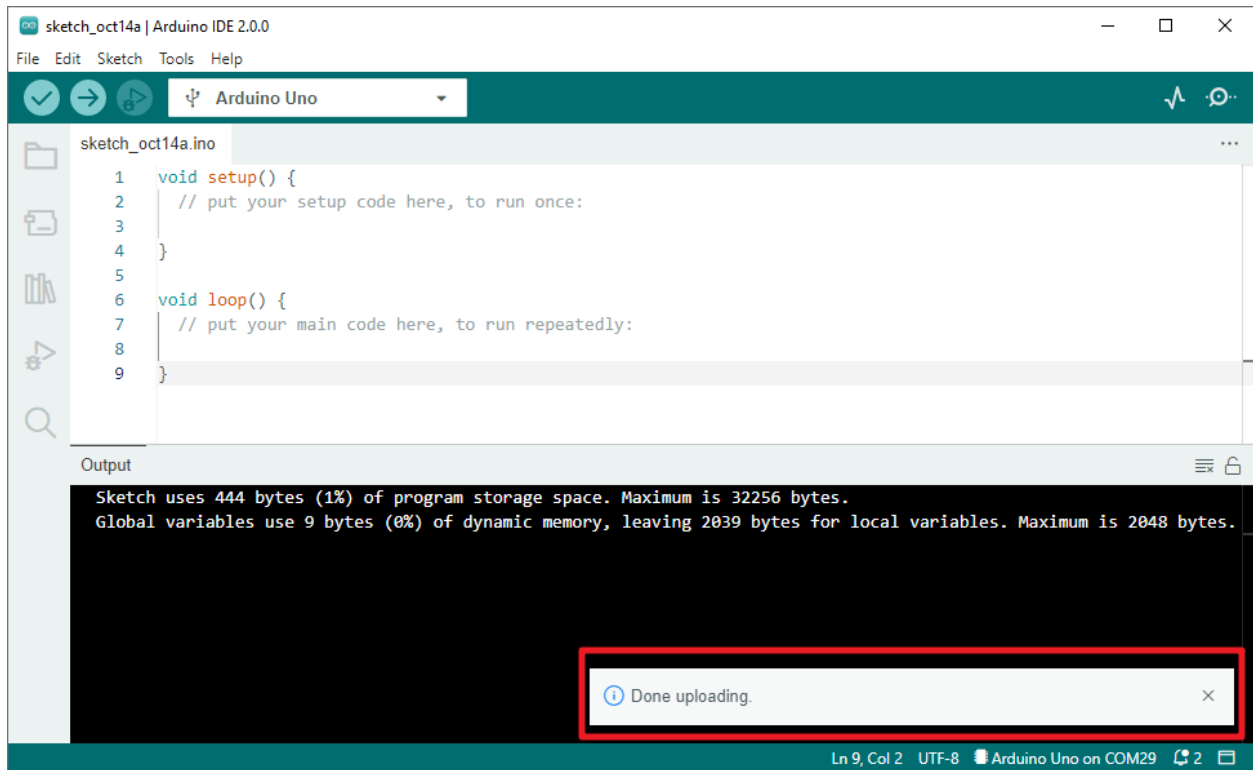 sketch_oct14a | Arduino IDE 2.0.0
File Edit Sketch Tools Help
Arduino Uno
sketch_oct14a.ino
1 void setup() {
2 // put your setup code here, to run once:
3
4 }
5
6 void loop() {
7 // put your main code here, to run repeatedly:
8
9 }
Output
Sketch uses 444 bytes (1%) of program storage space. Maximum is 32256 bytes.
Global variables use 9 bytes (0%) of dynamic memory, leaving 2039 bytes for local variables. Maximum is 2048 bytes.
Done uploading.
Ln 9, Col 2 UTF-8 Arduino Uno on COM29 2